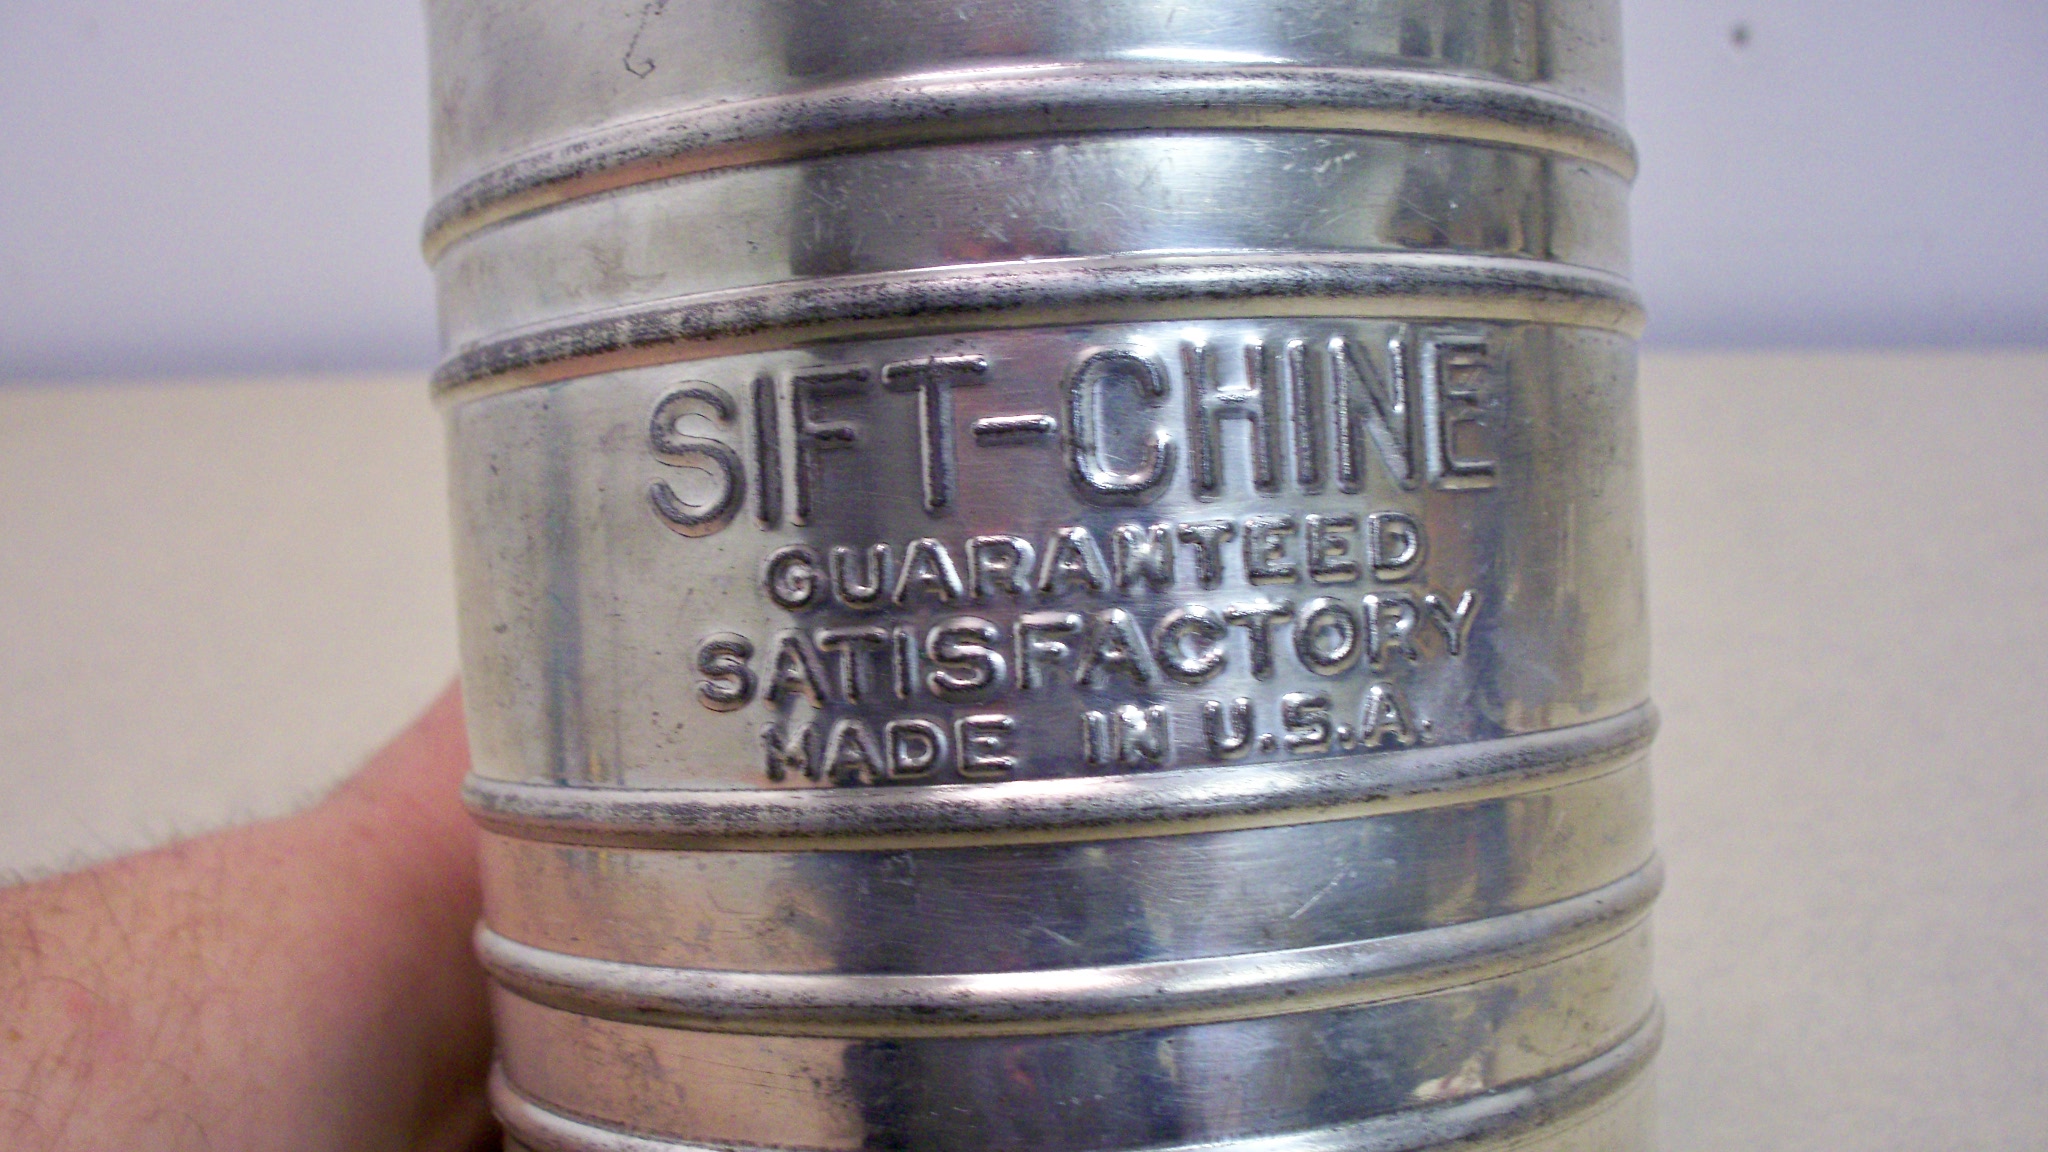 SIFT-CHINE
GUARANTEED
SATISFACTORY
MADE IN U.S.A.